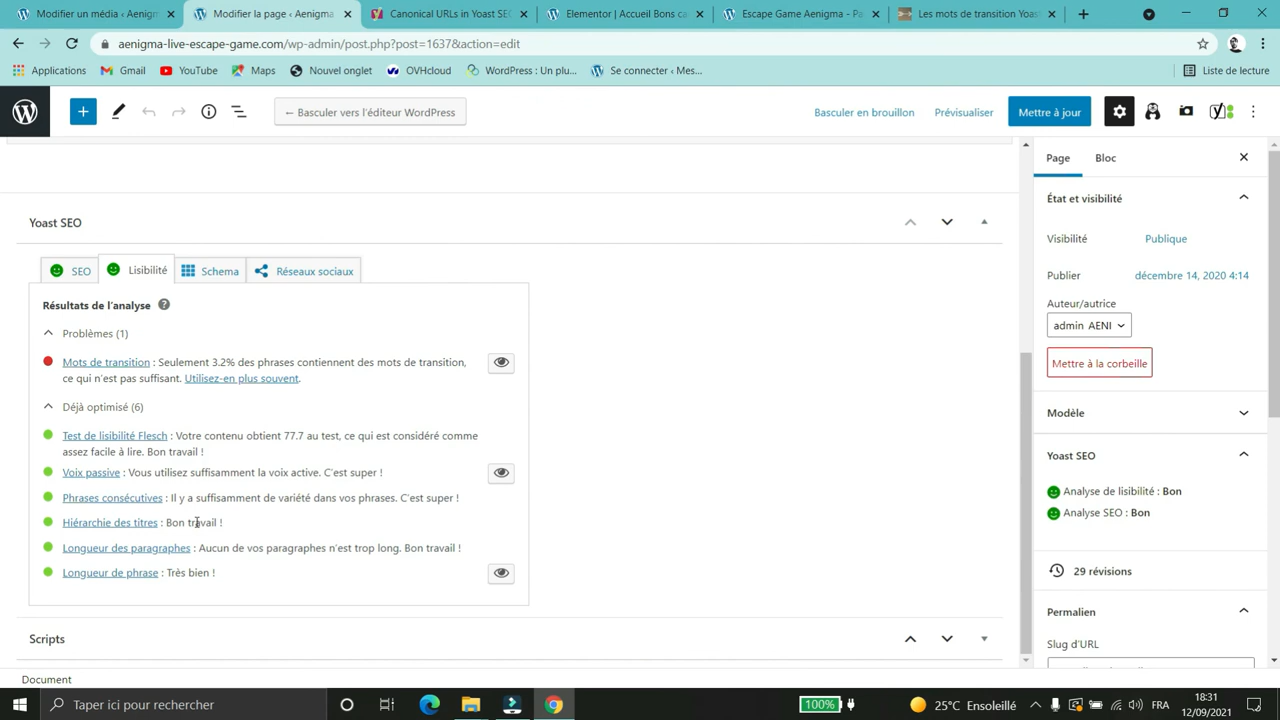 Modifier un média ‹ Aenigm
Modifier la page ‹ Aenigma
Canonical URLs in Yoast SEO
Elementor | Accueil Bons ca
Escape Game Aenigma - Pa
Les mots de transition Yoast
aenigma-live-escape-game.com/wp-admin/post.php?post=1637&action=edit
Applications
Gmail
YouTube
Maps
Nouvel onglet
OVHcloud
WordPress : Un plu...
Se connecter ‹ Mes...
Liste de lecture
← Basculer vers l'éditeur WordPress
Basculer en brouillon
Prévisualiser
Mettre à jour
Page
Bloc
État et visibilité
Visibilité
Publique
Publier
décembre 14, 2020 4:14
Auteur/autrice
admin AENI
Mettre à la corbeille
Modèle
Yoast SEO
Analyse de lisibilité : Bon
Analyse SEO : Bon
29 révisions
Permalien
Slug d'URL
Yoast SEO
SEO
Lisibilité
Schema
Réseaux sociaux
Résultats de l'analyse
Problèmes (1)
Mots de transition : Seulement 3.2% des phrases contiennent des mots de transition,
ce qui n'est pas suffisant. Utilisez-en plus souvent.
Déjà optimisé (6)
Test de lisibilité Flesch : Votre contenu obtient 77.7 au test, ce qui est considéré comme
assez facile à lire. Bon travail !
Voix passive : Vous utilisez suffisamment la voix active. C'est super !
Phrases consécutives : Il y a suffisamment de variété dans vos phrases. C'est super !
Hiérarchie des titres : Bon travail !
Longueur des paragraphes : Aucun de vos paragraphes n'est trop long. Bon travail !
Longueur de phrase : Très bien !
Scripts
Document
Taper ici pour rechercher
100%
25°C Ensoleillé
FRA
18:31
12/09/2021